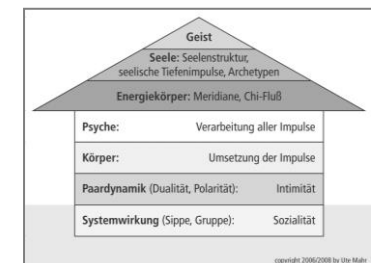 Geist
Seele: Seelenstruktur,
seelische Tiefenimpulse, Archetypen
Energiekörper: Meridiane, Chi-Fluß
Psyche: Verarbeitung aller Impulse
Körper: Umsetzung der Impulse
Paardynamik (Dualität, Polarität): Intimität
Systemwirkung (Sippe, Gruppe): Sozialität
copyright 2006/2008 by Ute Mahr